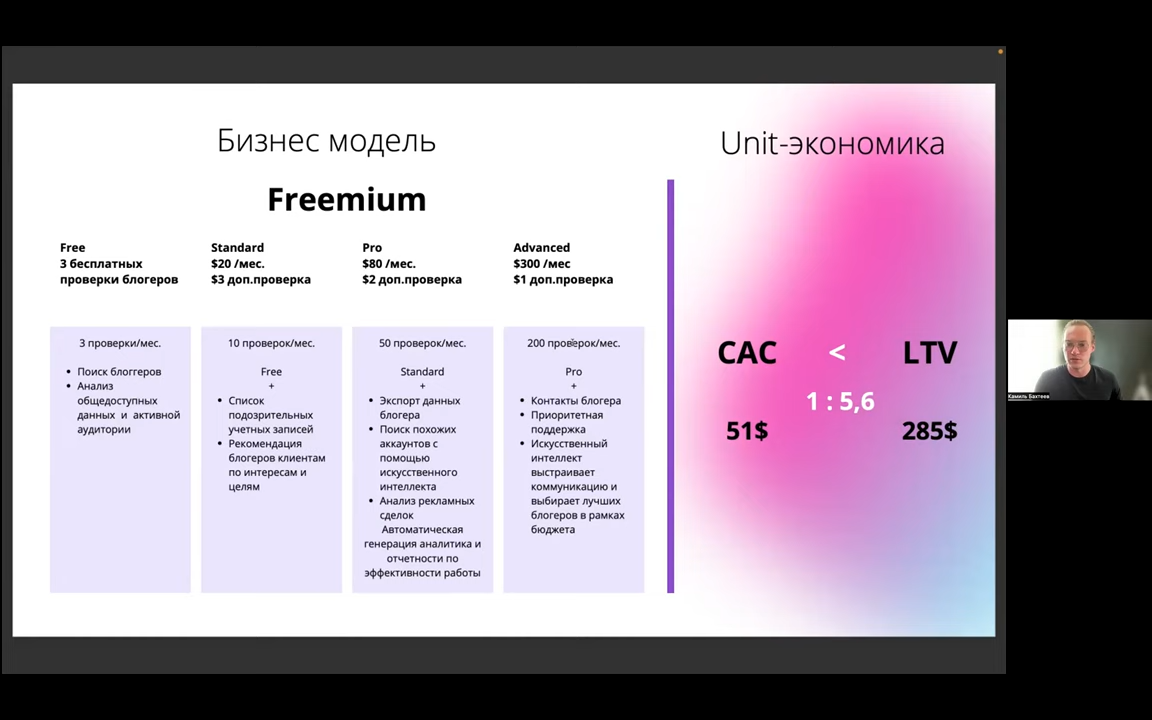 Бизнес модель
Freemium
Free
3 бесплатных
проверки блогеров
Standard
$20 /мес.
$3 доп.проверка
Pro
$80 /мес.
$2 доп.проверка
Advanced
$300 /мес
$1 доп.проверка
3 проверки/мес.
• Поиск блоггеров
• Анализ
общедоступных
данных и активной
аудитории
10 проверок/мес.
Free
+
• Список
подозрительных
учетных записей
• Рекомендация
блогеров клиентам
по интересам и
целям
50 проверок/мес.
Standard
+
• Экспорт данных
блогера
• Поиск похожих
аккаунтов с
помощью
искусственного
интеллекта
• Анализ рекламных
сделок
Автоматическая
генерация аналитика и
отчетности по
эффективности работы
200 проверок/мес.
Pro
+
• Контакты блогера
• Приоритетная
поддержка
• Искусственный
интеллект
выстраивает
коммуникацию и
выбирает лучших
блогеров в рамках
бюджета
Unit-экономика
CAC < LTV
1 : 5,6
51$ 285$
Камиль Бахтеев